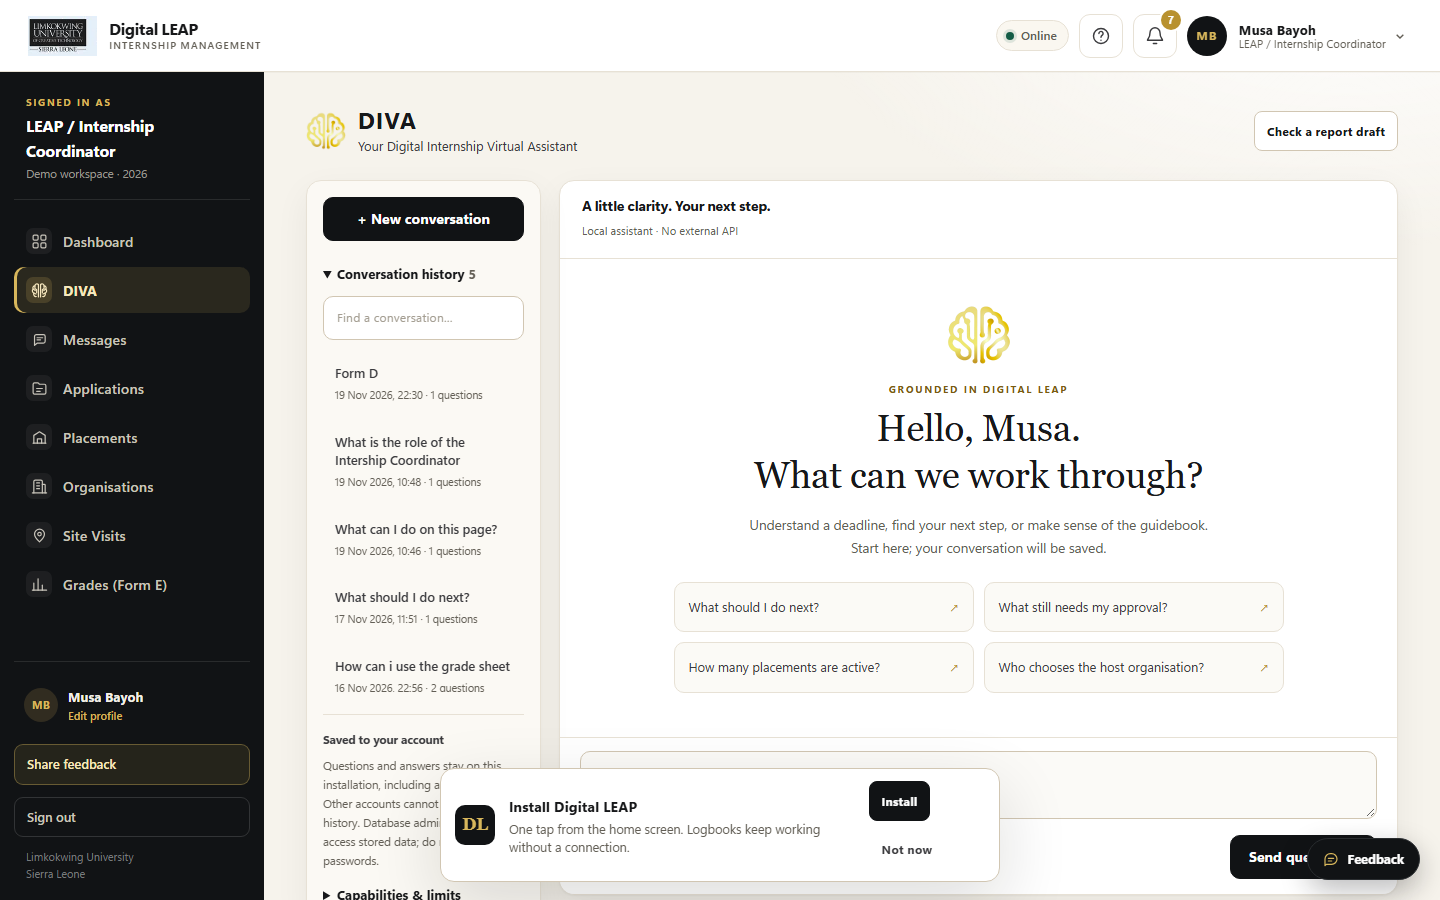 LIMKOKWING
UNIVERSITY
OF CREATIVE TECHNOLOGY
SIERRA LEONE
Digital LEAP
INTERNSHIP MANAGEMENT
Online
7
MB
Musa Bayoh
LEAP / Internship Coordinator
SIGNED IN AS
LEAP / Internship
Coordinator
Demo workspace · 2026
Dashboard
DIVA
Messages
Applications
Placements
Organisations
Site Visits
Grades (Form E)
MB
Musa Bayoh
Edit profile
Share feedback
Sign out
Limkokwing University
Sierra Leone
DIVA
Your Digital Internship Virtual Assistant
Check a report draft
+ New conversation
▼ Conversation history 5
Find a conversation...
Form D
19 Nov 2026, 22:30 · 1 questions
What is the role of the
Intership Coordinator
19 Nov 2026, 10:48 · 1 questions
What can I do on this page?
19 Nov 2026, 10:46 · 1 questions
What should I do next?
17 Nov 2026, 11:51 · 1 questions
How can i use the grade sheet
16 Nov 2026, 22:56 · 2 questions
Saved to your account
Questions and answers stay on this
installation, including a
Other accounts cannot
history. Database admi
access stored data; do
passwords.
▶ Capabilities & limits
A little clarity. Your next step.
Local assistant · No external API
GROUNDED IN DIGITAL LEAP
Hello, Musa.
What can we work through?
Understand a deadline, find your next step, or make sense of the guidebook.
Start here; your conversation will be saved.
What should I do next? ↗
What still needs my approval? ↗
How many placements are active? ↗
Who chooses the host organisation? ↗
DL
Install Digital LEAP
One tap from the home screen. Logbooks keep working
without a connection.
Install
Not now
Send que
Feedback